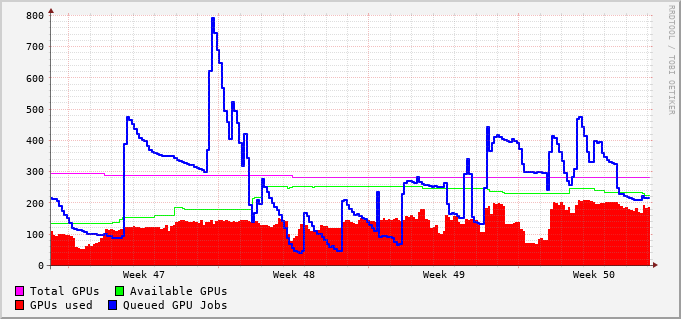 800
700
600
500
400
300
200
100
0
Week 47 Week 48 Week 49 Week 50
Total GPUs Available GPUs
GPUs used Queued GPU Jobs
RRDTOOL / TOBI OETIKER